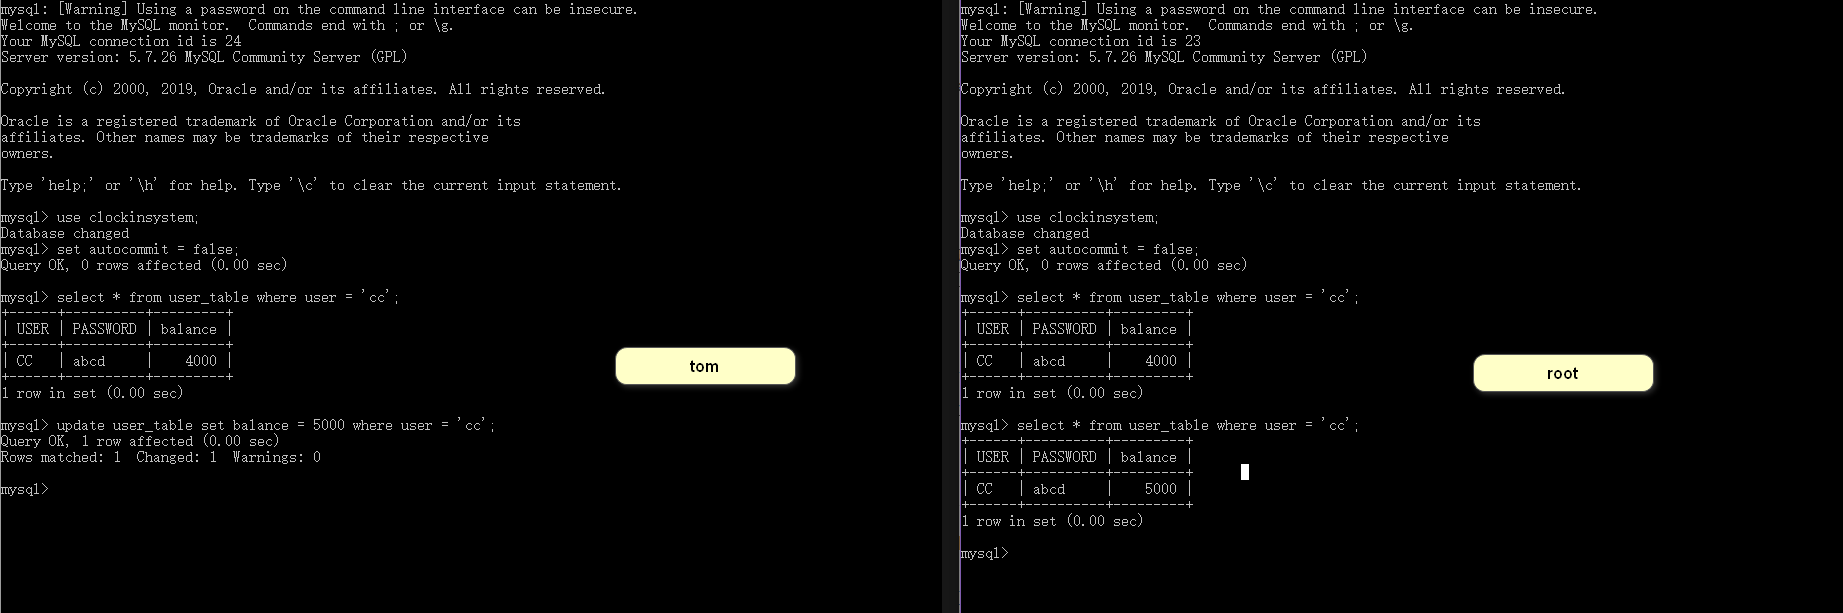 mysql: [Warning] Using a password on the command line interface can be insecure.
Welcome to the MySQL monitor.  Commands end with ; or \g.
Your MySQL connection id is 24
Server version: 5.7.26 MySQL Community Server (GPL)
Copyright (c) 2000, 2019, Oracle and/or its affiliates. All rights reserved.
Oracle is a registered trademark of Oracle Corporation and/or its
affiliates. Other names may be trademarks of their respective
owners.
Type 'help;' or '\h' for help. Type '\c' to clear the current input statement.
mysql> use clockinsystem;
Database changed
mysql> set autocommit = false;
Query OK, 0 rows affected (0.00 sec)
mysql> select * from user_table where user = 'cc';
+------+----------+---------+
| USER | PASSWORD | balance |
+------+----------+---------+
| CC   | abcd     |    4000 |
+------+----------+---------+
1 row in set (0.00 sec)
mysql> update user_table set balance = 5000 where user = 'cc';
Query OK, 1 row affected (0.00 sec)
Rows matched: 1  Changed: 1  Warnings: 0
mysql>
tom
mysql: [Warning] Using a password on the command line interface can be insecure.
Welcome to the MySQL monitor.  Commands end with ; or \g.
Your MySQL connection id is 23
Server version: 5.7.26 MySQL Community Server (GPL)
Copyright (c) 2000, 2019, Oracle and/or its affiliates. All rights reserved.
Oracle is a registered trademark of Oracle Corporation and/or its
affiliates. Other names may be trademarks of their respective
owners.
Type 'help;' or '\h' for help. Type '\c' to clear the current input statement.
mysql> use clockinsystem;
Database changed
mysql> set autocommit = false;
Query OK, 0 rows affected (0.00 sec)
mysql> select * from user_table where user = 'cc';
+------+----------+---------+
| USER | PASSWORD | balance |
+------+----------+---------+
| CC   | abcd     |    4000 |
+------+----------+---------+
1 row in set (0.00 sec)
mysql> select * from user_table where user = 'cc';
+------+----------+---------+
| USER | PASSWORD | balance |
+------+----------+---------+
| CC   | abcd     |    5000 |
+------+----------+---------+
1 row in set (0.00 sec)
mysql>
root